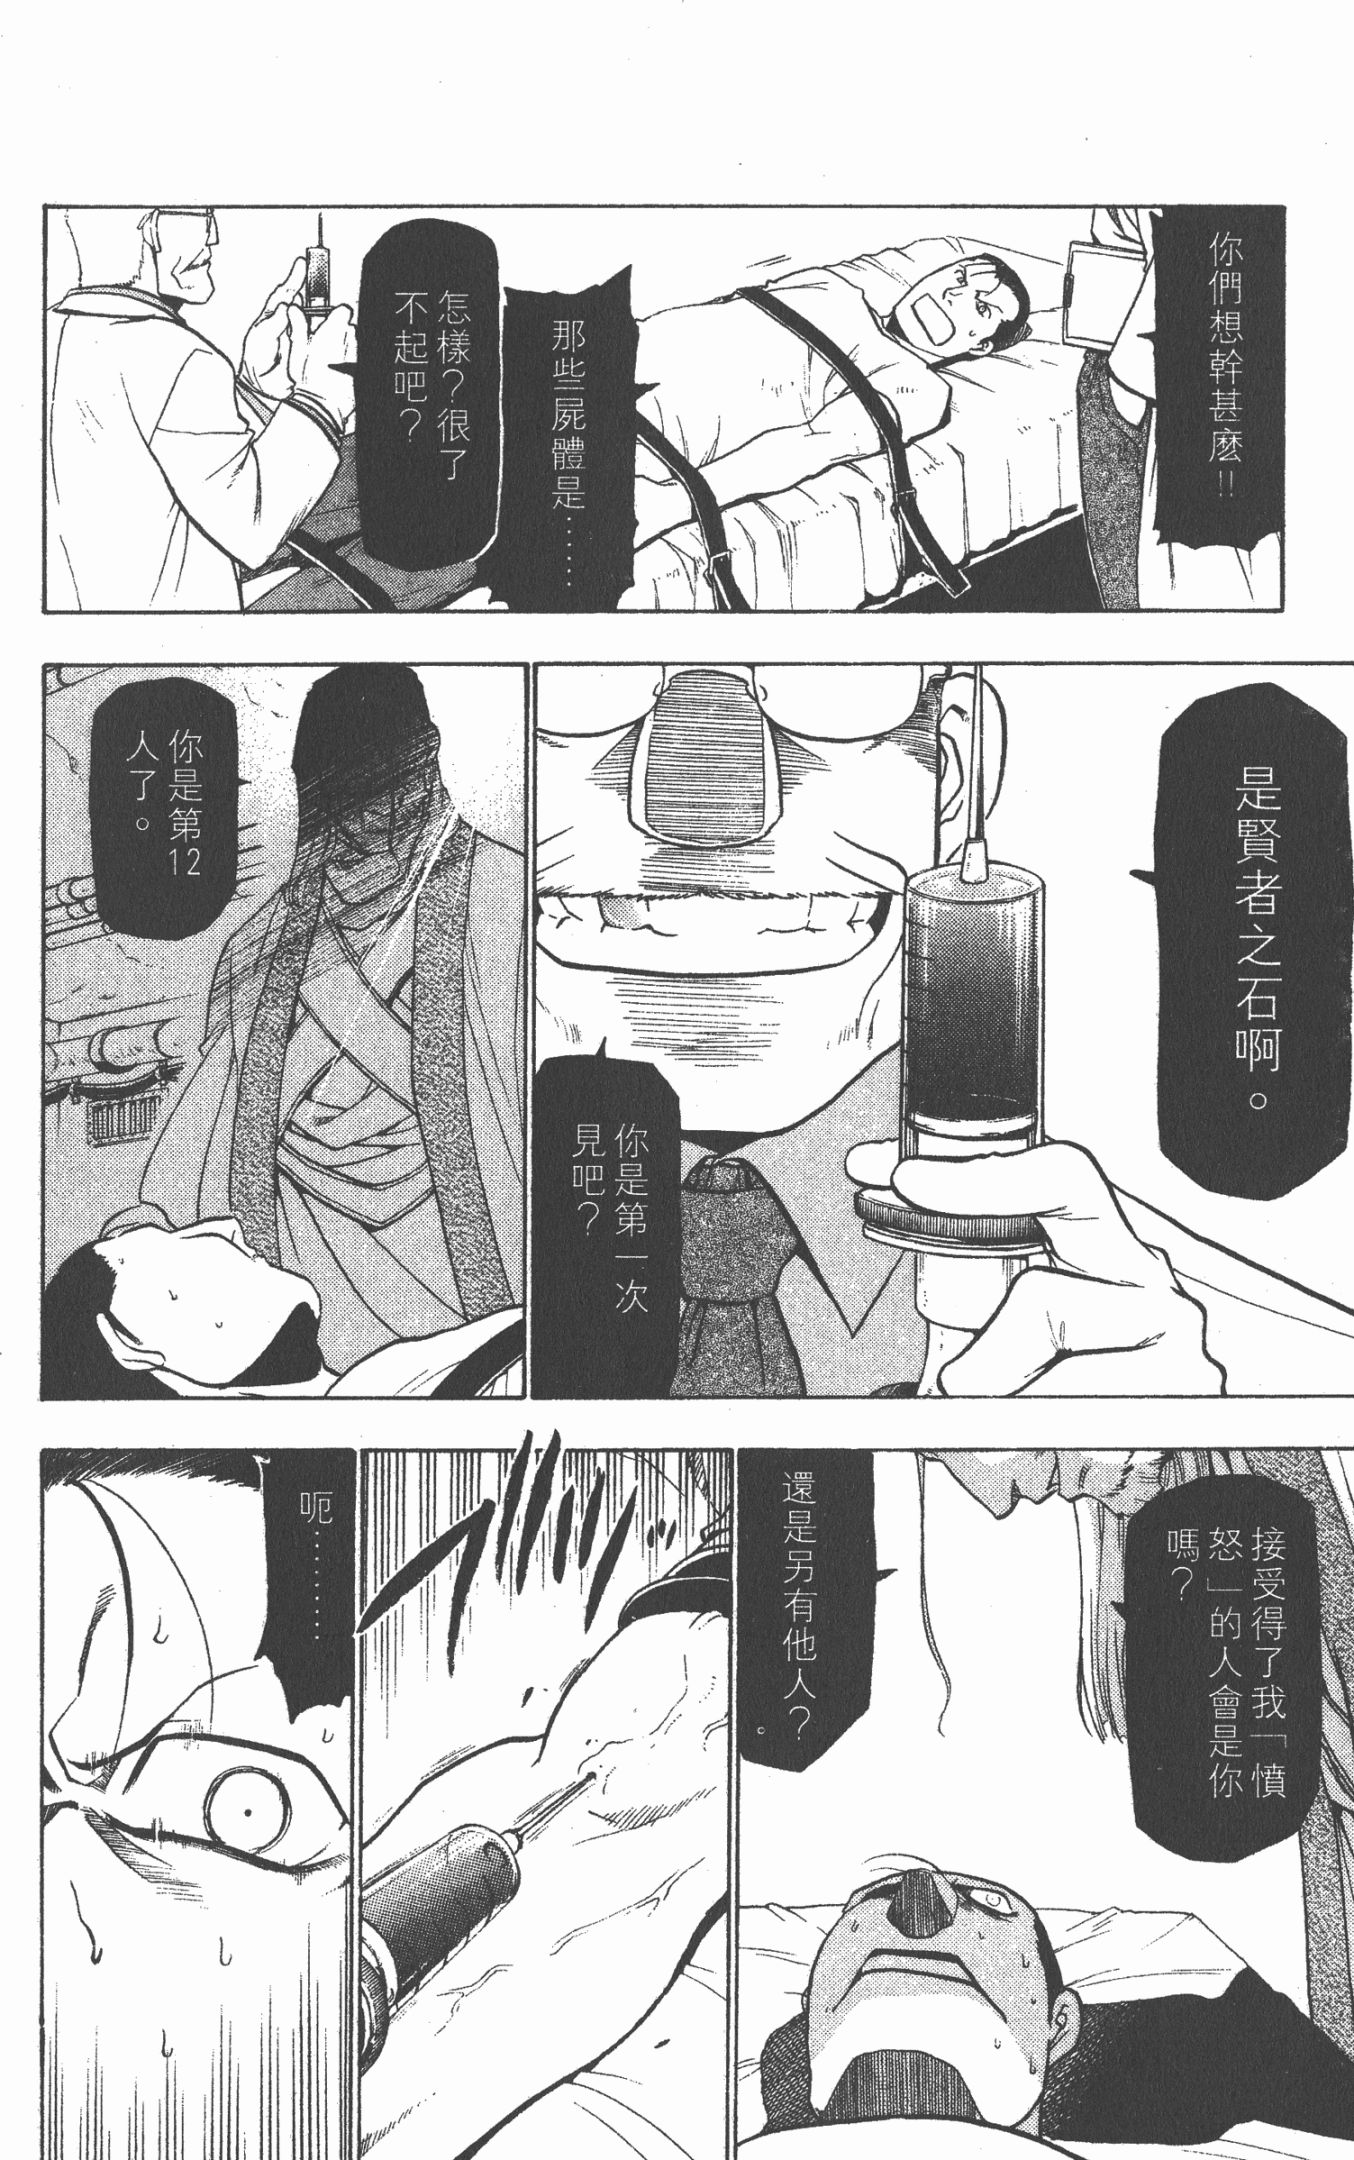 你們想幹甚麼!!
那些屍體是……
怎樣？很了
不起吧？
是賢者之石啊。
你是第一次
見吧？
你是第12
人了。
接受得了我「憤
怒」的人會是你
嗎？
還是另有他人？
呃………